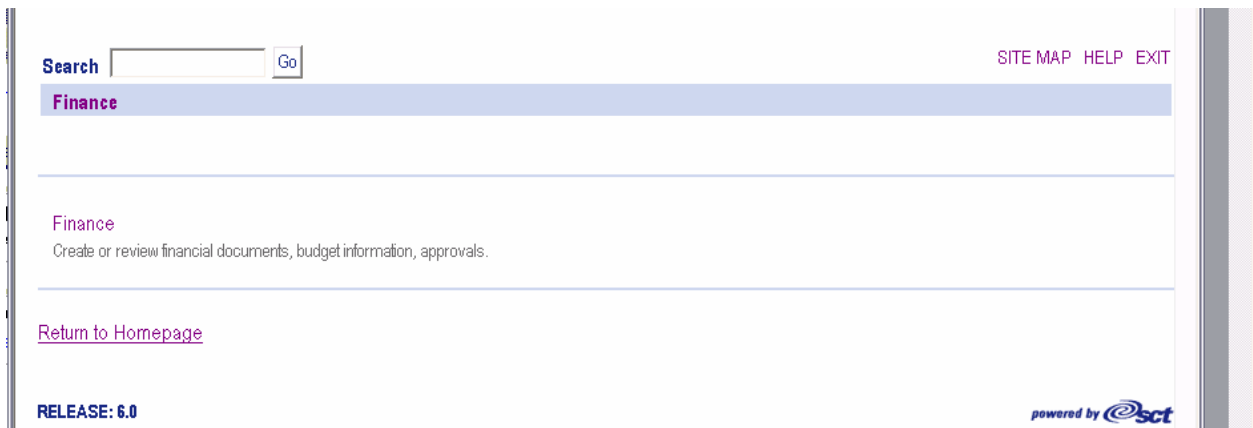 Search Go SITE MAP HELP EXIT
Finance
Finance
Create or review financial documents, budget information, approvals.
Return to Homepage
RELEASE: 6.0 powered by sct